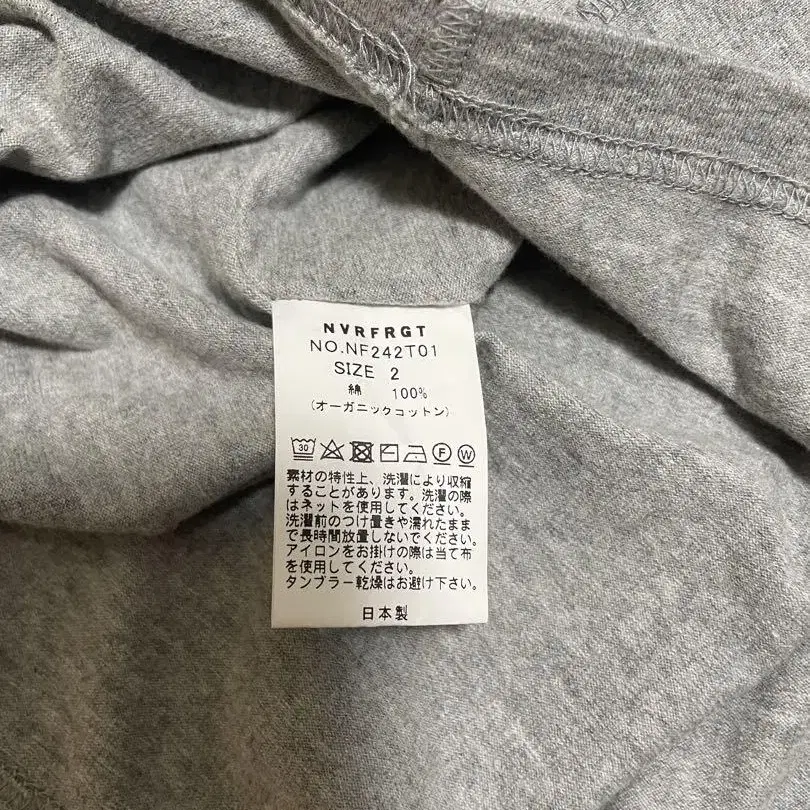 NVRFRGT
NO.NF242T01
SIZE 2
綿 100%
(オーガニックコットン)
30 F W
素材の特性上、洗濯により収縮
することがあります。洗濯の際
はネットを使用してください。
洗濯前のつけ置きや濡れたまま
で長時間放置しないでください。
アイロンをお掛けの際は当て布
を使用してください。
タンブラー乾燥はお避け下さい。
日本製